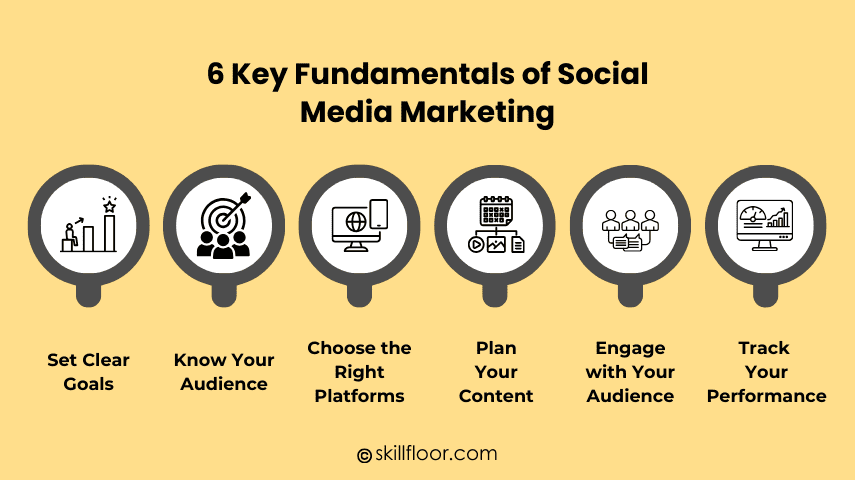 6 Key Fundamentals of Social
Media Marketing
Set Clear
Goals
Know Your
Audience
Choose the
Right
Platforms
Plan
Your
Content
Engage
with Your
Audience
Track
Your
Performance
© skillfloor.com